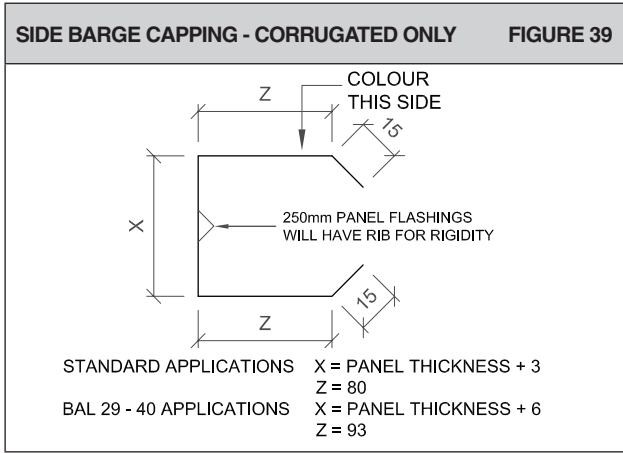 SIDE BARGE CAPPING - CORRUGATED ONLY FIGURE 39
COLOUR
THIS SIDE
Z
15
X
250mm PANEL FLASHINGS
WILL HAVE RIB FOR RIGIDITY
15
Z
STANDARD APPLICATIONS X = PANEL THICKNESS + 3
Z = 80
BAL 29 - 40 APPLICATIONS X = PANEL THICKNESS + 6
Z = 93